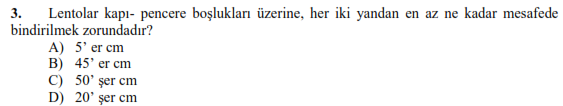 3. Lentolar kapı- pencere boşlukları üzerine, her iki yandan en az ne kadar mesafede
bindirilmek zorundadır?
A) 5’ er cm
B) 45’ er cm
C) 50’ şer cm
D) 20’ şer cm